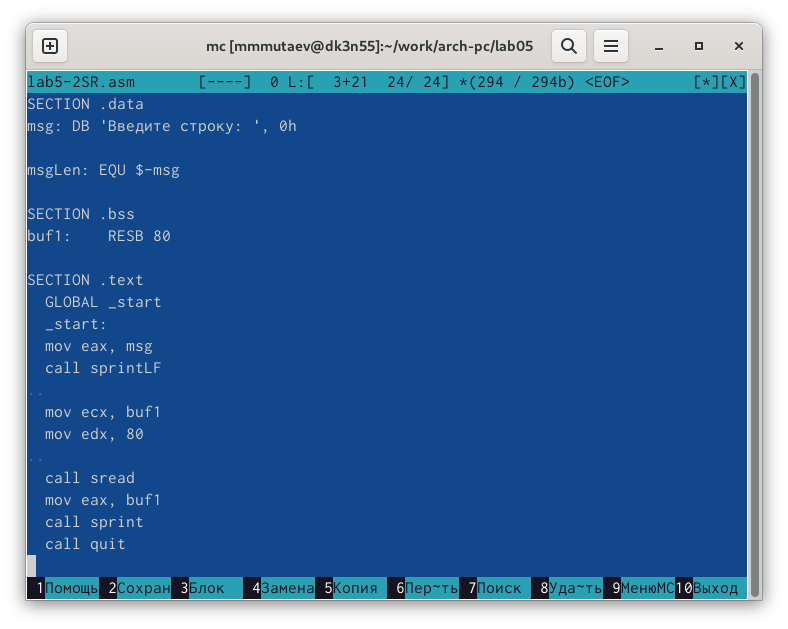 mc [mmmutaev@dk3n55]:~/work/arch-pc/lab05
lab5-2SR.asm [----] 0 L:[ 3+21 24/ 24] *(294 / 294b) <EOF> [*][X]
SECTION .data
msg: DB 'Введите строку: ', 0h
msgLen: EQU $-msg
SECTION .bss
buf1: RESB 80
SECTION .text
GLOBAL _start
_start:
mov eax, msg
call sprintLF
..
mov ecx, buf1
mov edx, 80
..
call sread
mov eax, buf1
call sprint
call quit
1Помощь 2Сохран 3Блок 4Замена 5Копия 6Пер~ть 7Поиск 8Уда~ть 9МенюMC 10Выход